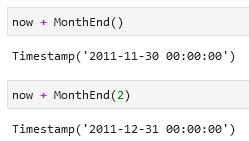 now + MonthEnd()
Timestamp('2011-11-30 00:00:00')
now + MonthEnd(2)
Timestamp('2011-12-31 00:00:00')